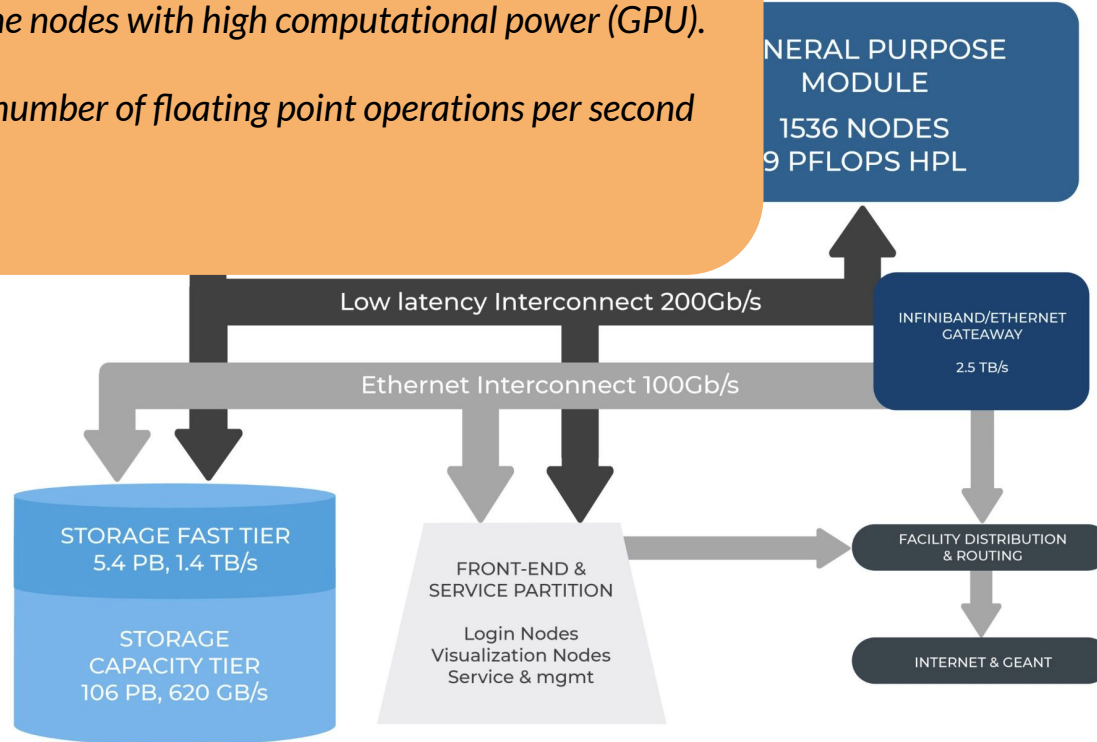 ne nodes with high computational power (GPU).
number of floating point operations per second
NERAL PURPOSE
MODULE
1536 NODES
9 PFLOPS HPL
Low latency Interconnect 200Gb/s
INFINIBAND/ETHERNET
GATEAWAY
2.5 TB/s
Ethernet Interconnect 100Gb/s
STORAGE FAST TIER
5.4 PB, 1.4 TB/s
STORAGE
CAPACITY TIER
106 PB, 620 GB/s
FRONT-END &
SERVICE PARTITION
Login Nodes
Visualization Nodes
Service & mgmt
FACILITY DISTRIBUTION
& ROUTING
INTERNET & GEANT